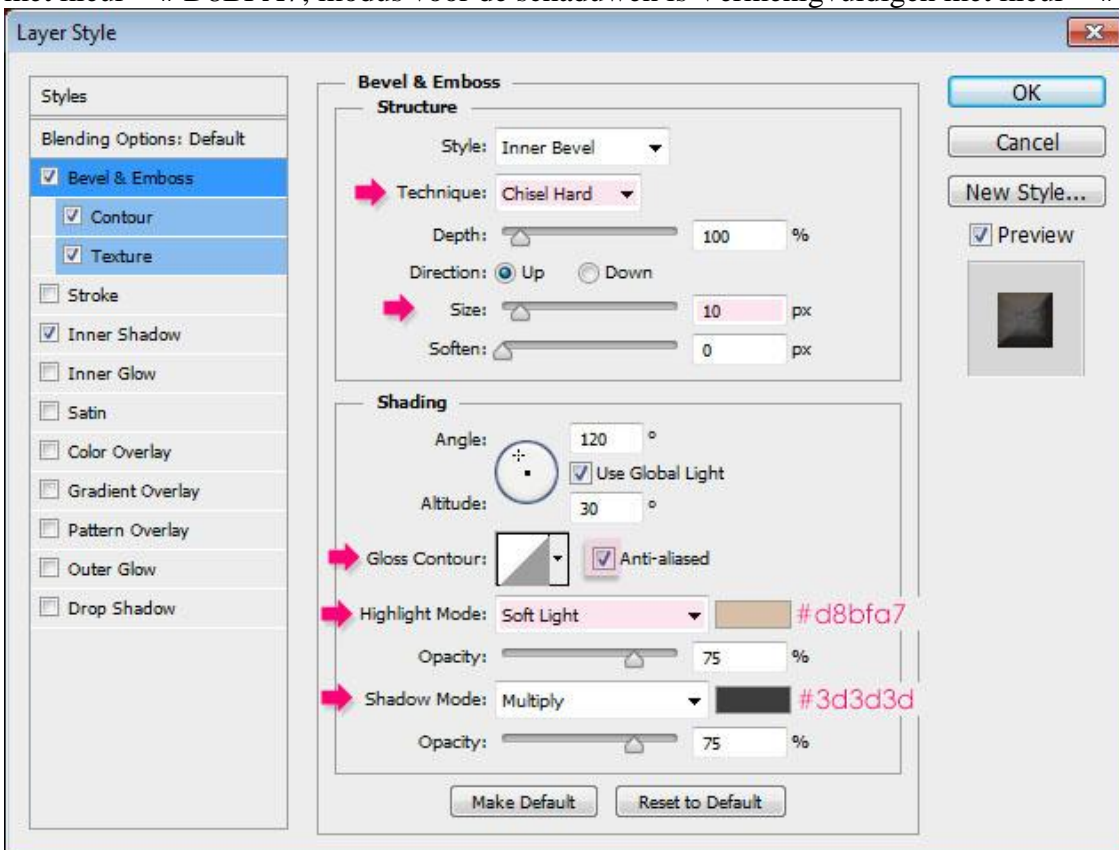 Layer Style
Styles
Blending Options: Default
Bevel & Emboss
Contour
Texture
Stroke
Inner Shadow
Inner Glow
Satin
Color Overlay
Gradient Overlay
Pattern Overlay
Outer Glow
Drop Shadow
Bevel & Emboss
Structure
Style: Inner Bevel
Technique: Chisel Hard
Depth: 100 %
Direction: Up Down
Size: 10 px
Soften: 0 px
Shading
Angle: 120 °
Use Global Light
Altitude: 30 °
Gloss Contour: Anti-aliased
Highlight Mode: Soft Light #d8bfa7
Opacity: 75 %
Shadow Mode: Multiply #3d3d3d
Opacity: 75 %
Make Default Reset to Default
OK
Cancel
New Style...
Preview